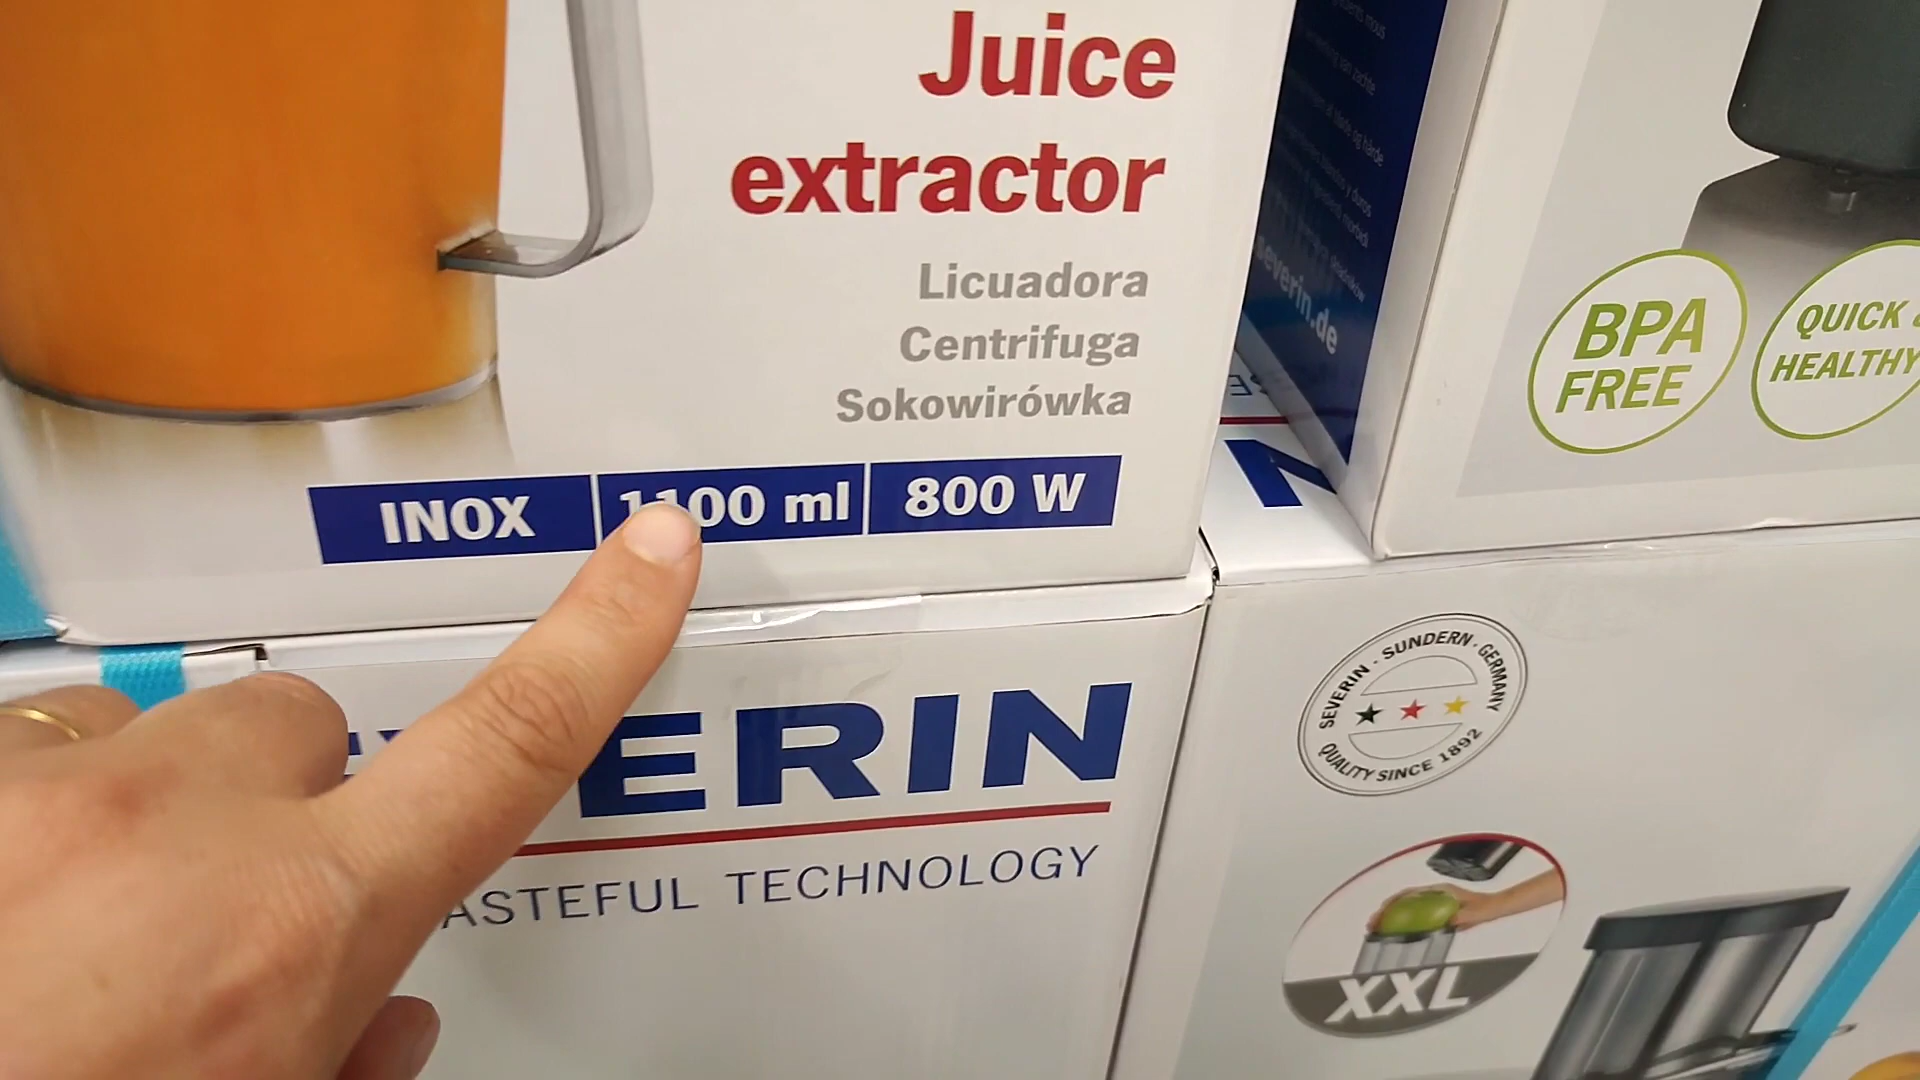 Juice
extractor
Licuadora
Centrifuga
Sokowirówka
INOX 1100 ml 800 W
severin.de
BPA
FREE
QUICK
HEALTHY
ERIN
ASTEFUL TECHNOLOGY
SEVERIN - SUNDERN - GERMANY
QUALITY SINCE 1892
XXL